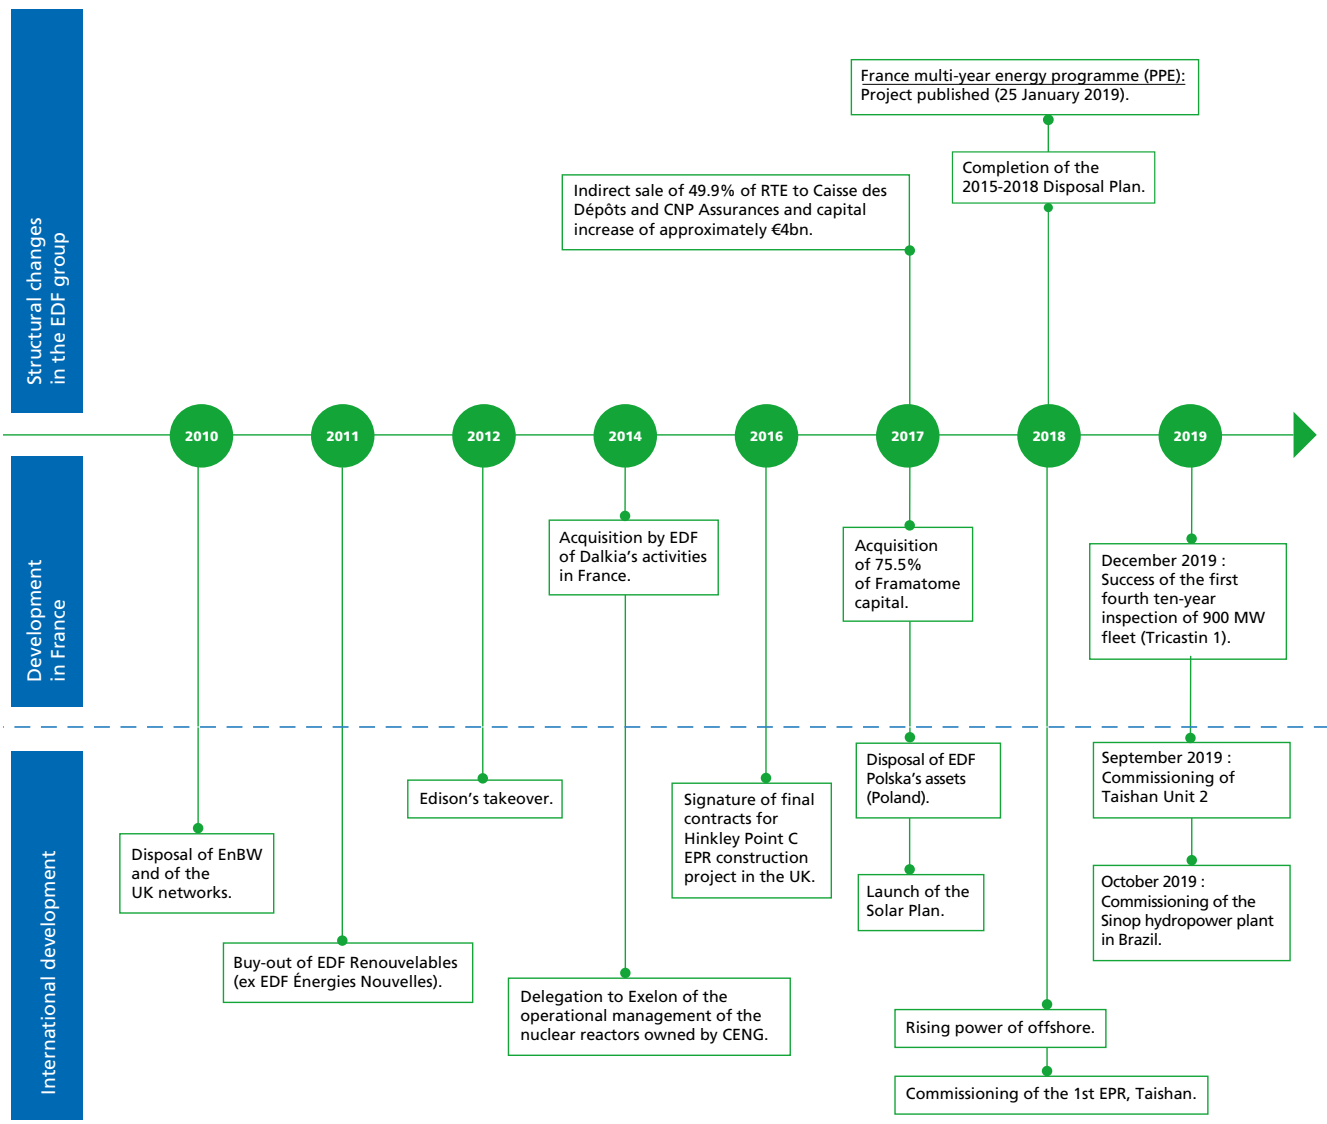 Structural changes
in the EDF group
France multi-year energy programme (PPE):
Project published (25 January 2019).
Completion of the
2015-2018 Disposal Plan.
Indirect sale of 49.9% of RTE to Caisse des
Dépôts and CNP Assurances and capital
increase of approximately €4bn.
2010
2011
2012
2014
2016
2017
2018
2019
Development
in France
Acquisition by EDF
of Dalkia's activities
in France.
Acquisition
of 75.5%
of Framatome
capital.
December 2019 :
Success of the first
fourth ten-year
inspection of 900 MW
fleet (Tricastin 1).
International development
Disposal of EnBW
and of the
UK networks.
Buy-out of EDF Renouvelables
(ex EDF Énergies Nouvelles).
Edison's takeover.
Delegation to Exelon of the
operational management of the
nuclear reactors owned by CENG.
Signature of final
contracts for
Hinkley Point C
EPR construction
project in the UK.
Disposal of EDF
Polska's assets
(Poland).
Launch of the
Solar Plan.
Rising power of offshore.
Commissioning of the 1st EPR, Taishan.
September 2019 :
Commissioning of
Taishan Unit 2
October 2019 :
Commissioning of the
Sinop hydropower plant
in Brazil.